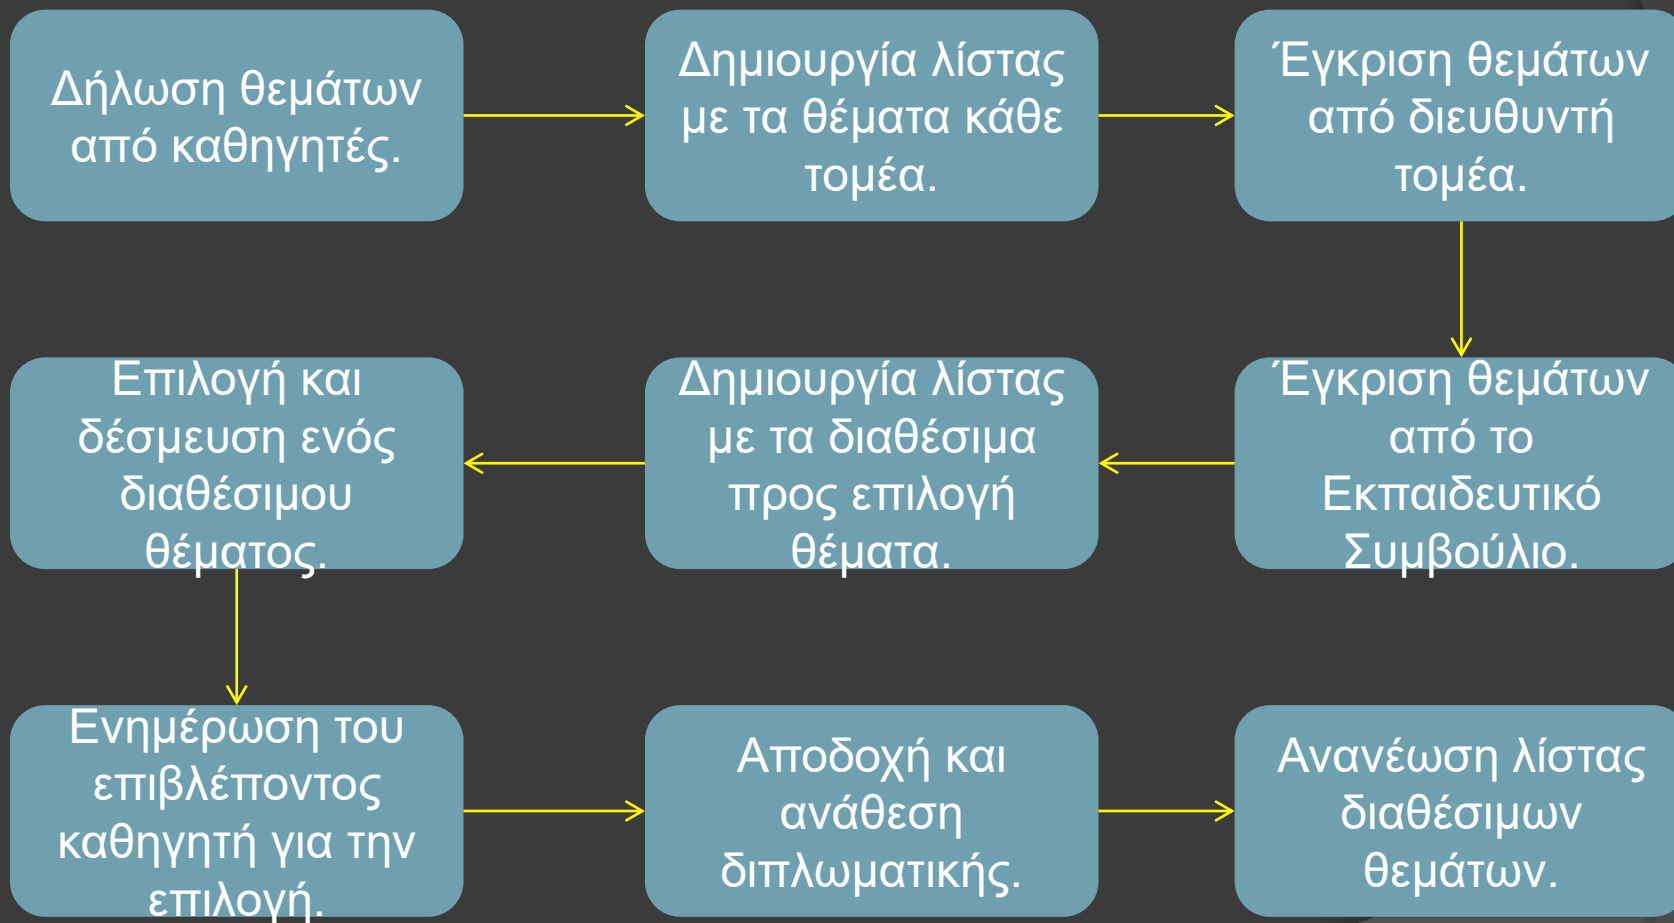 Δήλωση θεμάτων
από καθηγητές.
Δημιουργία λίστας
με τα θέματα κάθε
τομέα.
Έγκριση θεμάτων
από διευθυντή
τομέα.
Έγκριση θεμάτων
από το
Εκπαιδευτικό
Συμβούλιο.
Δημιουργία λίστας
με τα διαθέσιμα
προς επιλογή
θέματα.
Επιλογή και
δέσμευση ενός
διαθέσιμου
θέματος.
Ενημέρωση του
επιβλέποντος
καθηγητή για την
επιλογή.
Αποδοχή και
ανάθεση
διπλωματικής.
Ανανέωση λίστας
διαθέσιμων
θεμάτων.